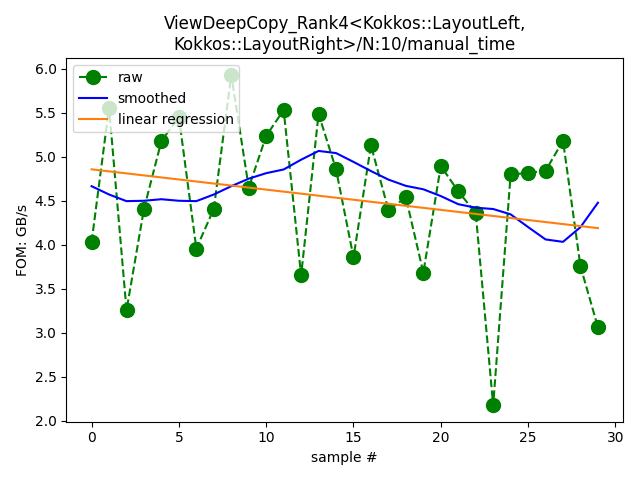 ViewDeepCopy_Rank4<Kokkos::LayoutLeft,
Kokkos::LayoutRight>/N:10/manual_time
raw
smoothed
linear regression
FOM: GB/s
6.0
5.5
5.0
4.5
4.0
3.5
3.0
2.5
2.0
0
5
10
15
20
25
30
sample #